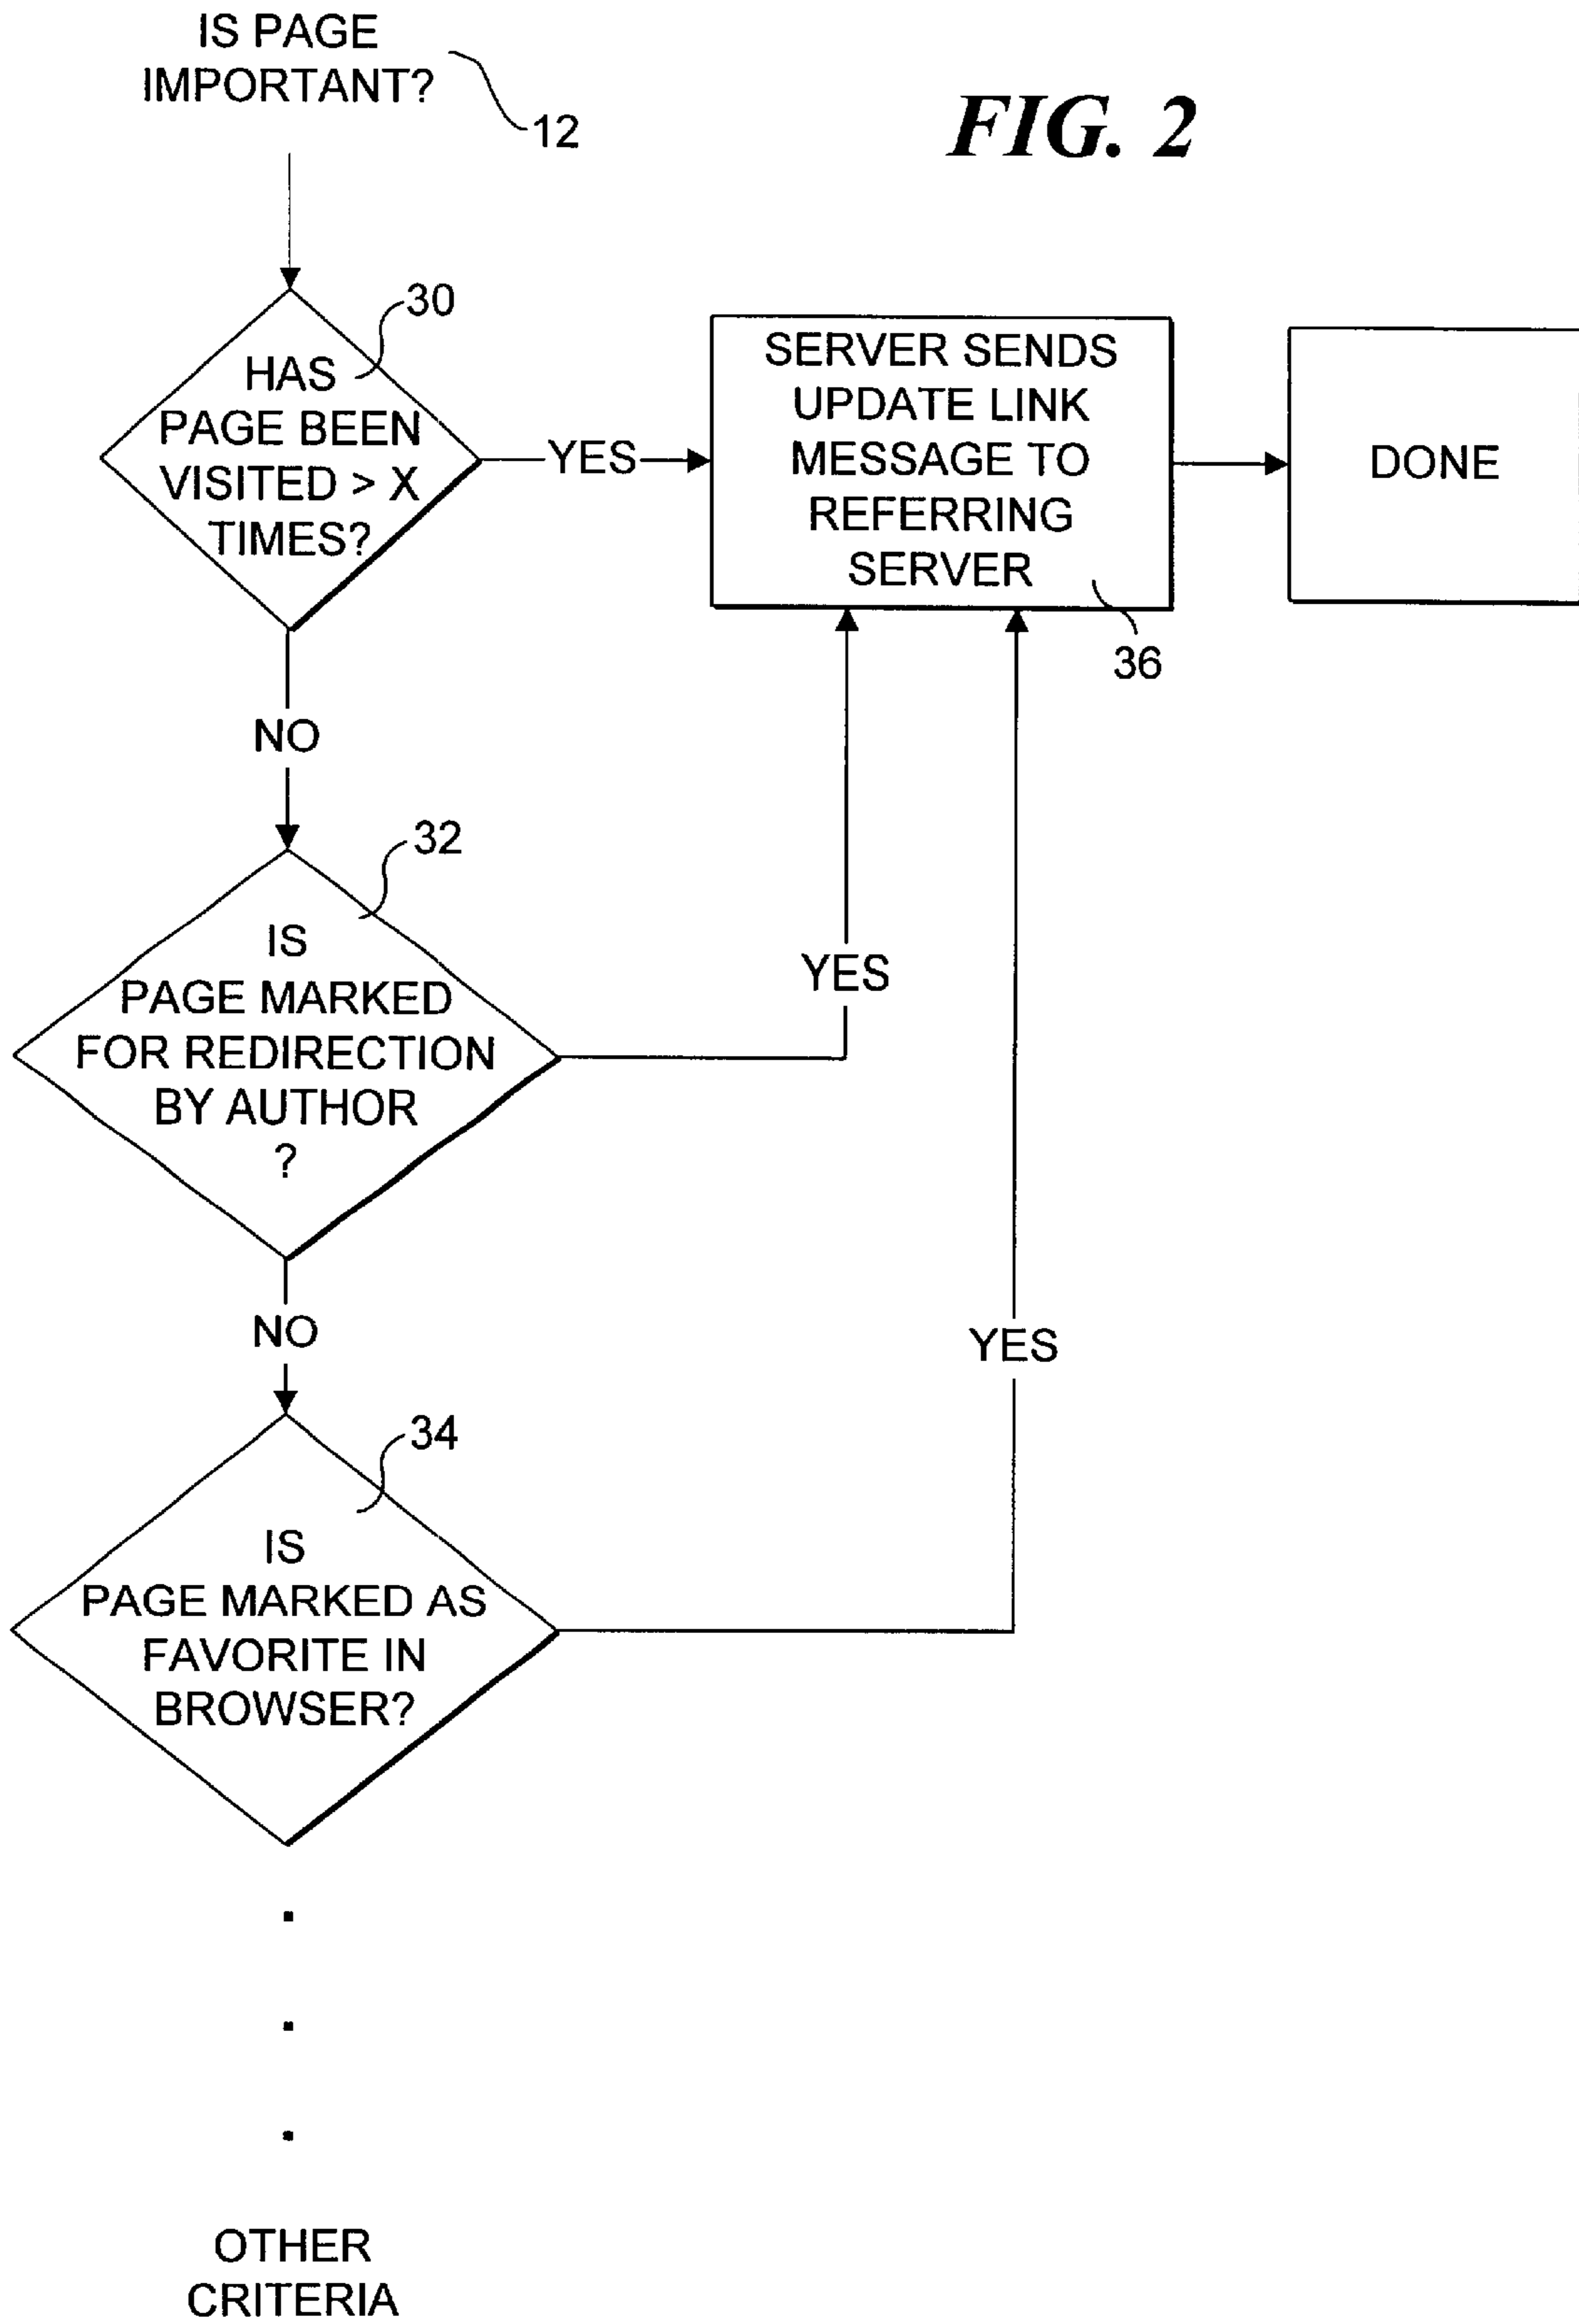 IS PAGE
IMPORTANT?
12
FIG. 2
30
HAS
PAGE BEEN
VISITED > X
TIMES?
YES
SERVER SENDS
UPDATE LINK
MESSAGE TO
REFERRING
SERVER
36
DONE
NO
32
IS
PAGE MARKED
FOR REDIRECTION
BY AUTHOR
?
YES
NO
34
IS
PAGE MARKED AS
FAVORITE IN
BROWSER?
YES
.
.
.
OTHER
CRITERIA